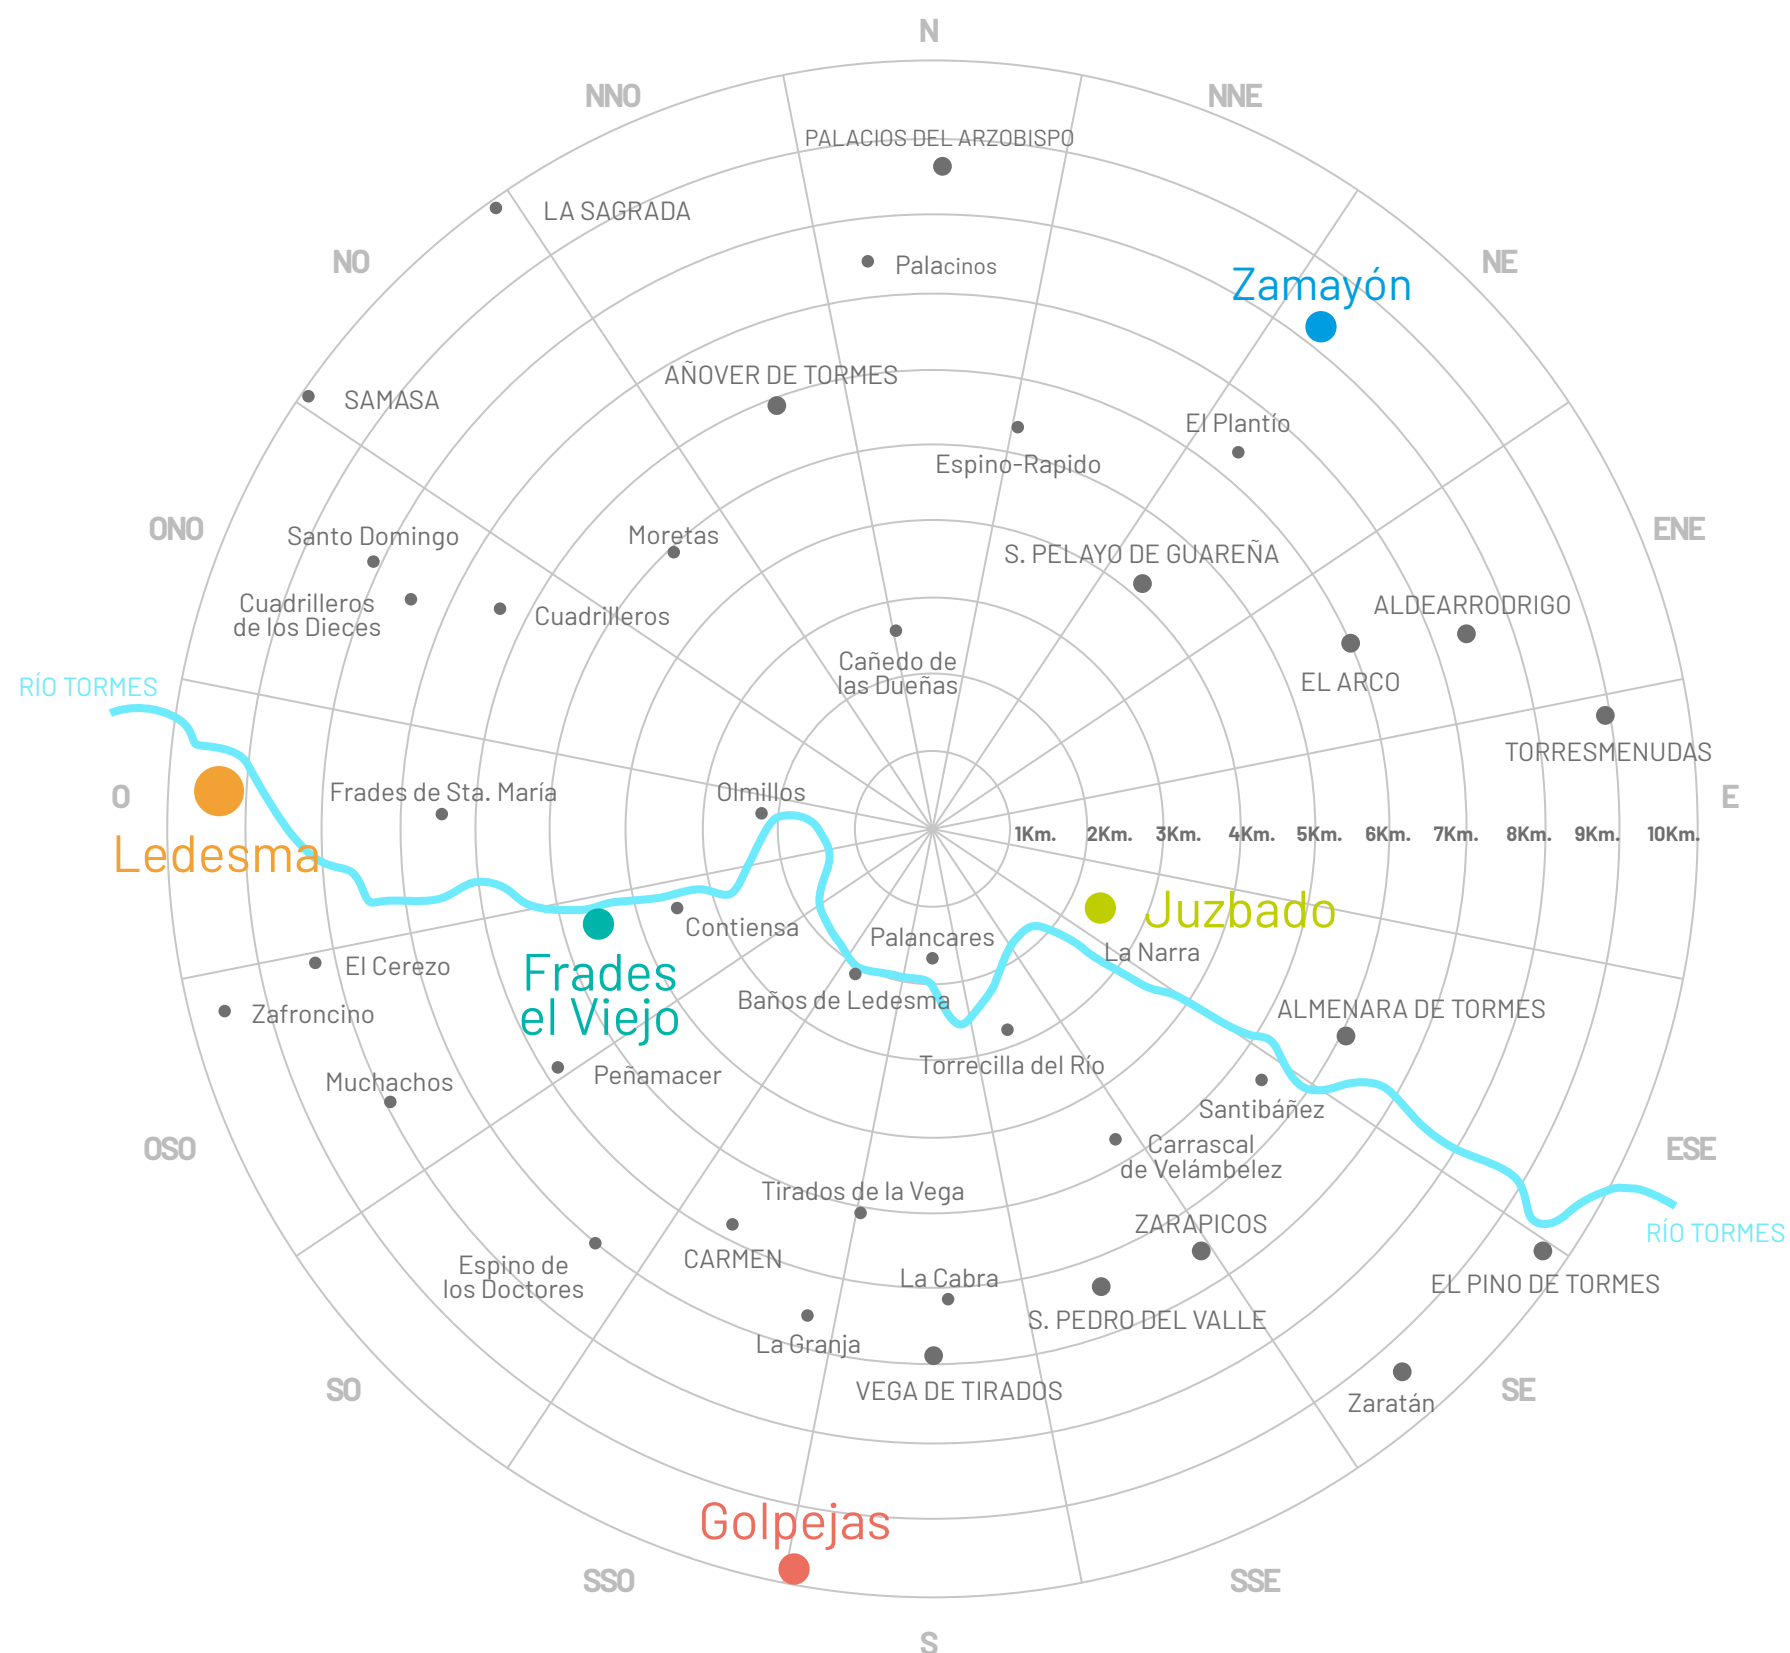 N
NNO
NNE
PALACIOS DEL ARZOBISPO
LA SAGRADA
NO
Palacinos
NE
Zamayón
AÑOVER DE TORMES
SAMASA
El Plantío
Espino-Rapido
ONO
Santo Domingo
Moretas
S. PELAYO DE GUAREÑA
ENE
Cuadrilleros
de los Dieces
Cuadrilleros
ALDEARRODRIGO
Cañedo de
las Dueñas
EL ARCO
RÍO TORMES
TORRESMENUDAS
O
Frades de Sta. María
Olmillos
E
1Km.
2Km.
3Km.
4Km.
5Km.
6Km.
7Km.
8Km.
9Km.
10Km.
Ledesma
Juzbado
Contiensa
Palancares
La Narra
El Cerezo
Frades
el Viejo
Baños de Ledesma
Zafroncino
ALMENARA DE TORMES
Torrecilla del Río
Peñamacer
Muchachos
Santibáñez
OSO
Carrascal
de Velámbelez
ESE
Tirados de la Vega
ZARAPICOS
RÍO TORMES
CARMEN
Espino de
los Doctores
La Cabra
EL PINO DE TORMES
S. PEDRO DEL VALLE
La Granja
SO
VEGA DE TIRADOS
SE
Zaratán
Golpejas
SSO
SSE
S